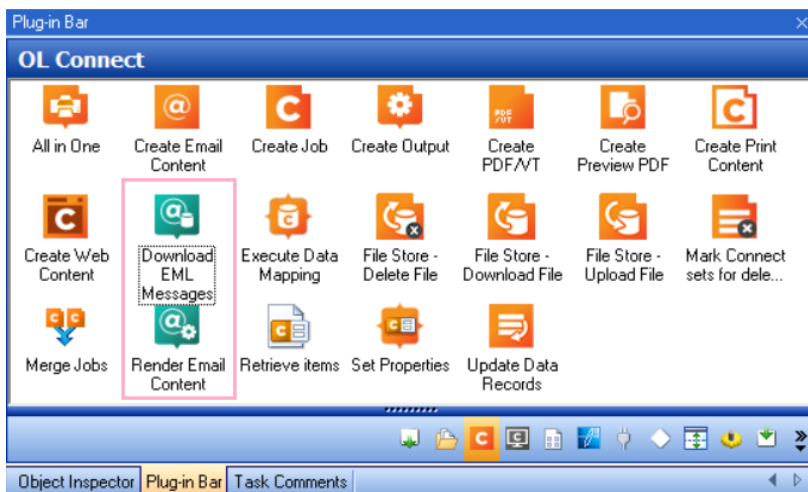 Plug-in Bar
OL Connect
All in One
Create Email
Content
Create Job
Create Output
PDF
/VT
Create
PDF/VT
Create
Preview PDF
Create Print
Content
Create Web
Content
Download
EML
Messages
Execute Data
Mapping
File Store -
Delete File
File Store -
Download File
File Store -
Upload File
Mark Connect
sets for dele...
Merge Jobs
Render Email
Content
Retrieve items
Set Properties
Update Data
Records
Object Inspector
Plug-in Bar
Task Comments